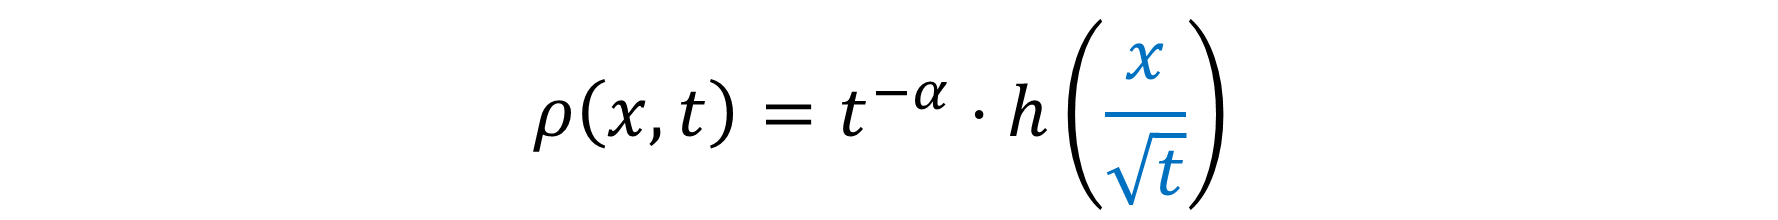 ρ(x, t) = t^{−α} · h(x/√t)